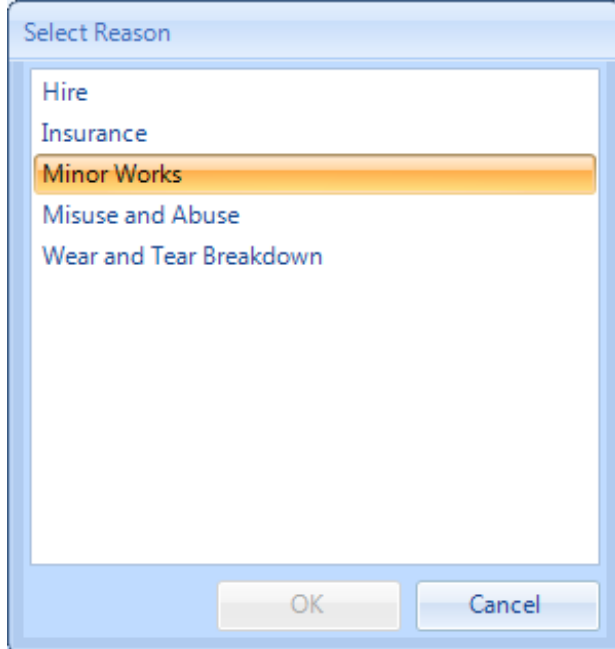 Select Reason
Hire
Insurance
Minor Works
Misuse and Abuse
Wear and Tear Breakdown
OK
Cancel